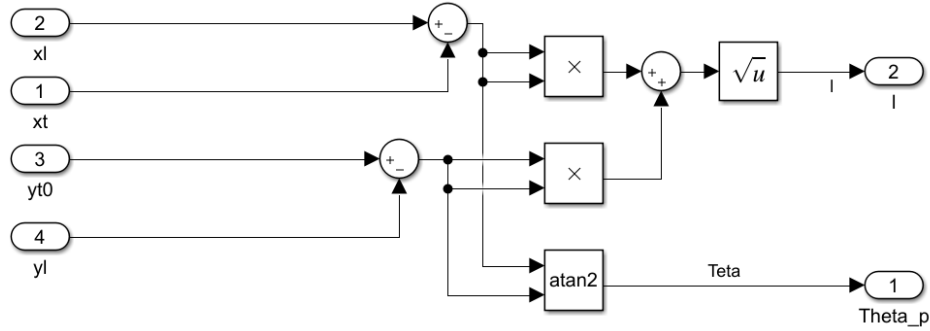 2
xl
1
xt
3
yt0
4
yl
+
−
+
−
×
×
+
+
√u
l
2
l
atan2
Teta
1
Theta_p